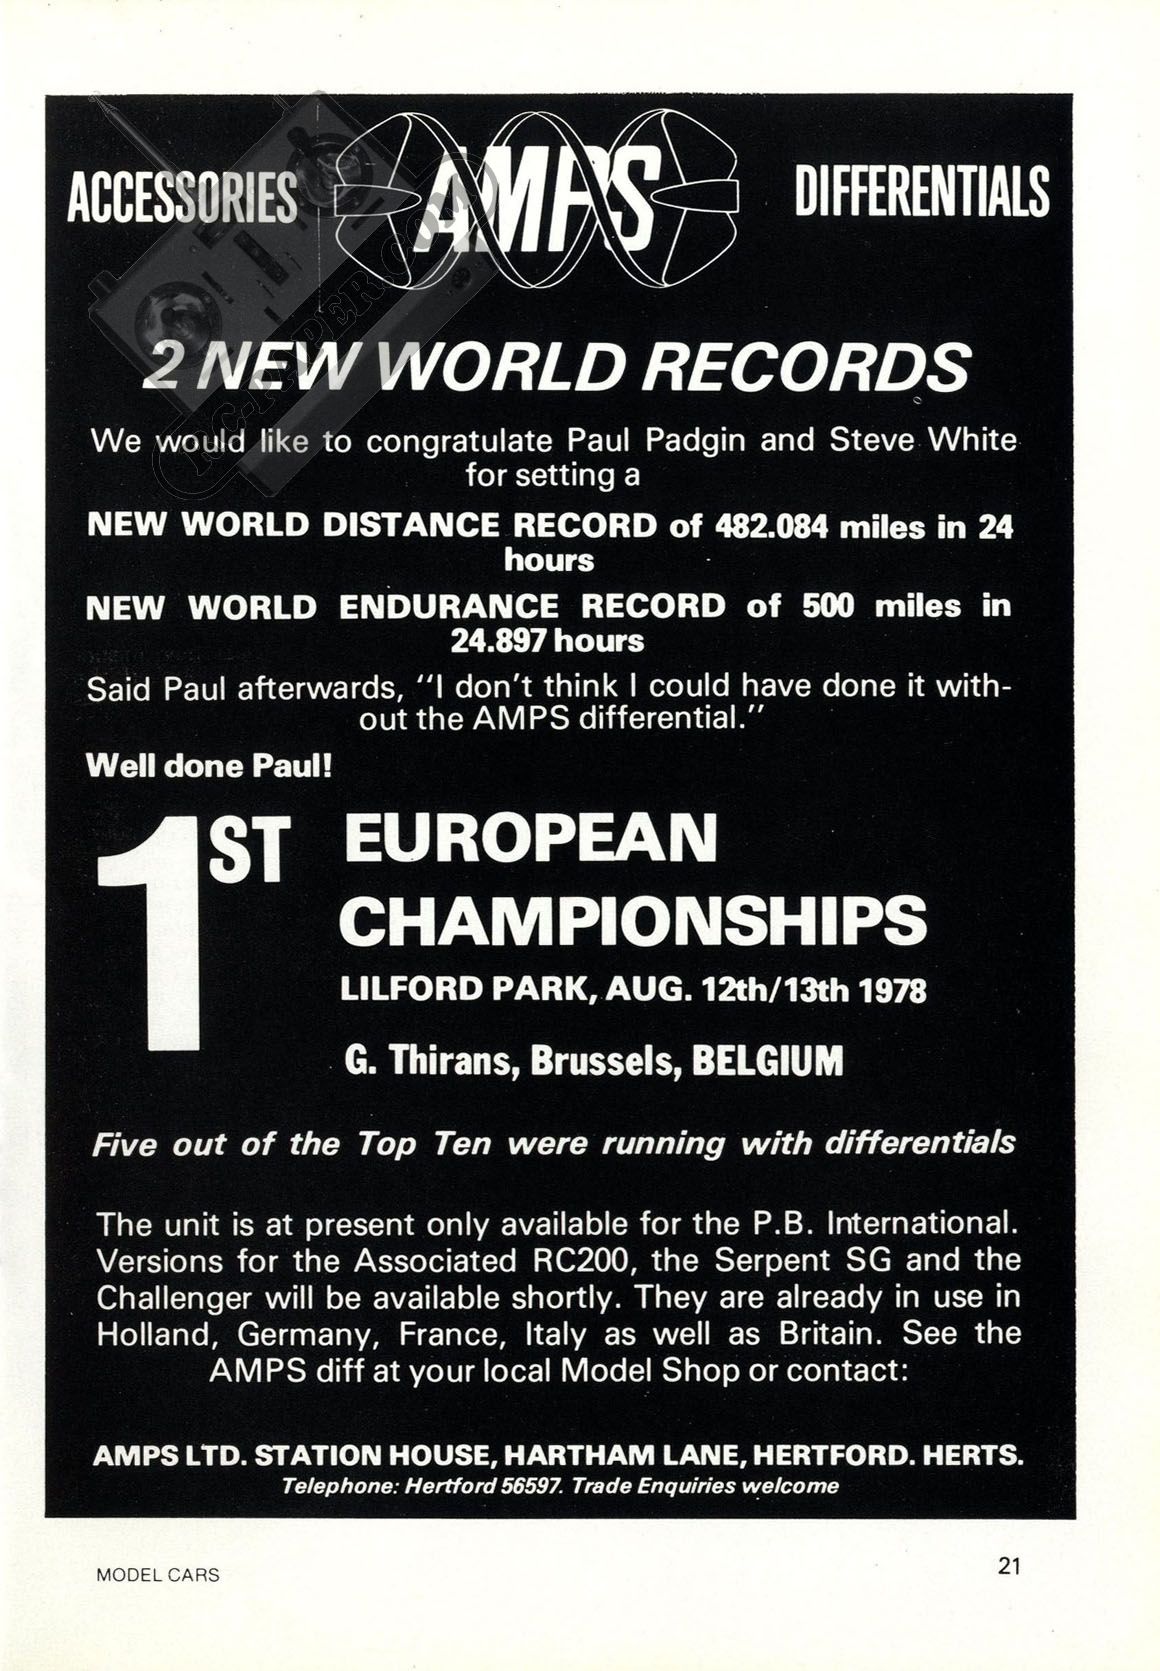 ACCESSORIES AMPS DIFFERENTIALS
2 NEW WORLD RECORDS
We would like to congratulate Paul Padgin and Steve White
for setting a
NEW WORLD DISTANCE RECORD of 482.084 miles in 24
hours
NEW WORLD ENDURANCE RECORD of 500 miles in
24.897 hours
Said Paul afterwards, "I don't think I could have done it with-
out the AMPS differential."
Well done Paul!
1ST EUROPEAN
CHAMPIONSHIPS
LILFORD PARK, AUG. 12th/13th 1978
G. Thirans, Brussels, BELGIUM
Five out of the Top Ten were running with differentials
The unit is at present only available for the P.B. International.
Versions for the Associated RC200, the Serpent SG and the
Challenger will be available shortly. They are already in use in
Holland, Germany, France, Italy as well as Britain. See the
AMPS diff at your local Model Shop or contact:
AMPS LTD. STATION HOUSE, HARTHAM LANE, HERTFORD. HERTS.
Telephone: Hertford 56597. Trade Enquiries welcome
MODEL CARS
21
RC-PAPER.COM